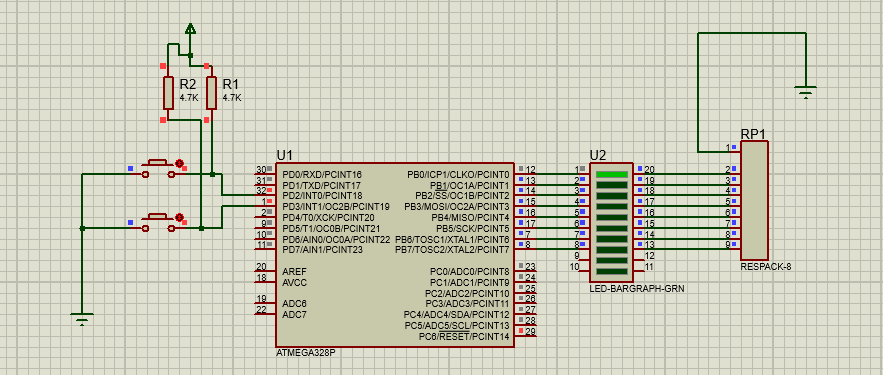 R2
4.7K
R1
4.7K
U1
30 PD0/RXD/PCINT16
31 PD1/TXD/PCINT17
32 PD2/INT0/PCINT18
1 PD3/INT1/OC2B/PCINT19
2 PD4/T0/XCK/PCINT20
9 PD5/T1/OC0B/PCINT21
10 PD6/AIN0/OC0A/PCINT22
11 PD7/AIN1/PCINT23
20 AREF
18 AVCC
19 ADC6
22 ADC7
PB0/ICP1/CLKO/PCINT0 12
PB1/OC1A/PCINT1 13
PB2/SS/OC1B/PCINT2 14
PB3/MOSI/OC2A/PCINT3 15
PB4/MISO/PCINT4 16
PB5/SCK/PCINT5 17
PB6/TOSC1/XTAL1/PCINT6 7
PB7/TOSC2/XTAL2/PCINT7 8
PC0/ADC0/PCINT8 23
PC1/ADC1/PCINT9 24
PC2/ADC2/PCINT10 25
PC3/ADC3/PCINT11 26
PC4/ADC4/SDA/PCINT12 27
PC5/ADC5/SCL/PCINT13 28
PC6/RESET/PCINT14 29
ATMEGA328P
U2
1 20
2 19
3 18
4 17
5 16
6 15
7 14
8 13
9 12
10 11
LED-BARGRAPH-GRN
RP1
1
2
3
4
5
6
7
8
9
RESPACK-8